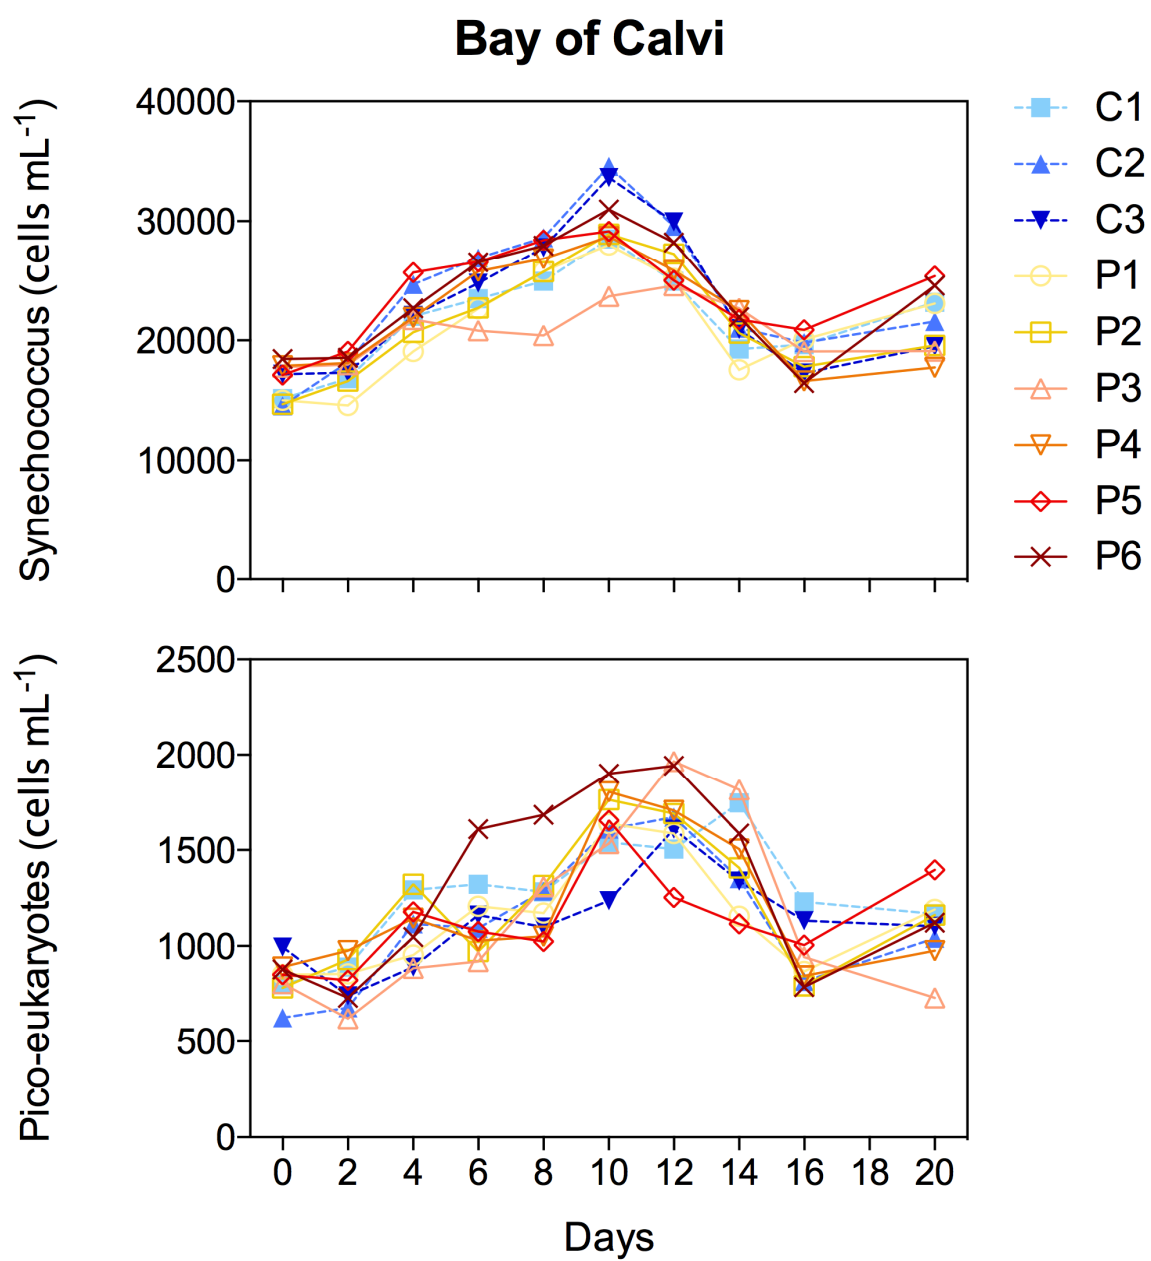 Bay of Calvi
Synechococcus (cells mL⁻¹)
40000
30000
20000
10000
0
C1
C2
C3
P1
P2
P3
P4
P5
P6
Pico-eukaryotes (cells mL⁻¹)
2500
2000
1500
1000
500
0
0 2 4 6 8 10 12 14 16 18 20
Days